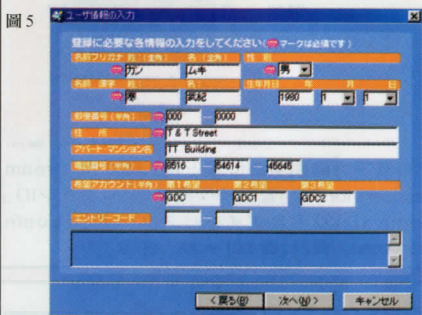 圖 5
ユーザ情報の入力
登録に必要な各情報の入力をしてください(マークは必須です)
名前フリガナ 姓:(全角) 名:(全角) 性 別
カノ ムキ 男
名前 漢字 姓: 名: 生年月日 年 月 日
寒 武紀 1980 1 1
郵便番号(半角) 000 - 0000
住 所 T & T Street
アパート・マンション名 TT Building
電話番号(半角) 8516 - 54614 - 45645
希望アカウント(半角) 第1希望 第2希望 第3希望
GDC GDC1 GDC2
エントリーコード -
< 戻る(B) 次へ(N) > キャンセル